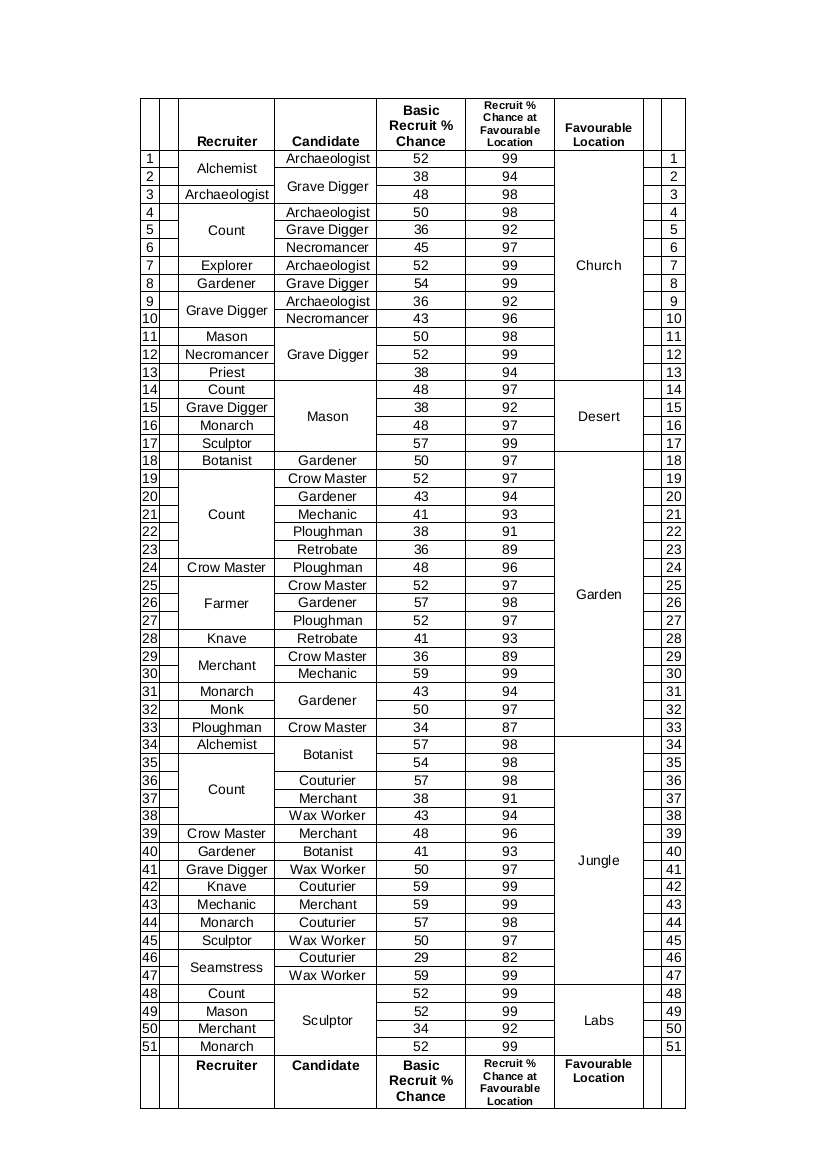 Recruiter Candidate Basic Recruit % Chance Recruit % Chance at Favourable Location Favourable Location
1 Alchemist Archaeologist 52 99 Church 1
2 Grave Digger 38 94 2
3 Archaeologist 48 98 3
4 Count Archaeologist 50 98 4
5 Grave Digger 36 92 5
6 Necromancer 45 97 6
7 Explorer Archaeologist 52 99 7
8 Gardener Grave Digger 54 99 8
9 Grave Digger Archaeologist 36 92 9
10 Necromancer 43 96 10
11 Mason Grave Digger 50 98 11
12 Necromancer 52 99 12
13 Priest 38 94 13
14 Count Mason 48 97 Desert 14
15 Grave Digger 38 92 15
16 Monarch 48 97 16
17 Sculptor 57 99 17
18 Botanist Gardener 50 97 Garden 18
19 Count Crow Master 52 97 19
20 Gardener 43 94 20
21 Mechanic 41 93 21
22 Ploughman 38 91 22
23 Retrobate 36 89 23
24 Crow Master Ploughman 48 96 24
25 Farmer Crow Master 52 97 25
26 Gardener 57 98 26
27 Ploughman 52 97 27
28 Knave Retrobate 41 93 28
29 Merchant Crow Master 36 89 29
30 Mechanic 59 99 30
31 Monarch Gardener 43 94 31
32 Monk 50 97 32
33 Ploughman Crow Master 34 87 33
34 Alchemist Botanist 57 98 Jungle 34
35 Count 54 98 35
36 Couturier 57 98 36
37 Merchant 38 91 37
38 Wax Worker 43 94 38
39 Crow Master Merchant 48 96 39
40 Gardener Botanist 41 93 40
41 Grave Digger Wax Worker 50 97 41
42 Knave Couturier 59 99 42
43 Mechanic Merchant 59 99 43
44 Monarch Couturier 57 98 44
45 Sculptor Wax Worker 50 97 45
46 Seamstress Couturier 29 82 46
47 Wax Worker 59 99 47
48 Count Sculptor 52 99 Labs 48
49 Mason 52 99 49
50 Merchant 34 92 50
51 Monarch 52 99 51
Recruiter Candidate Basic Recruit % Chance Recruit % Chance at Favourable Location Favourable Location